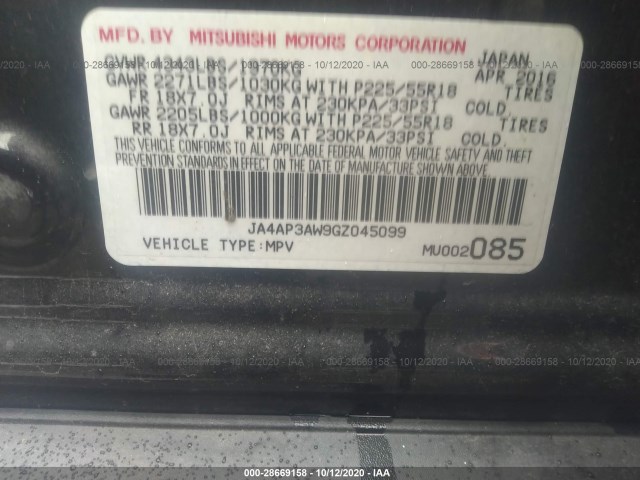 MFD. BY MITSUBISHI MOTORS CORPORATION
JAPAN
APR 2016
GAWR 2271LBS/1030KG WITH P225/55R18 TIRES
FR 18X7.0J RIMS AT 230KPA/33PSI COLD.
GAWR 2205LBS/1000KG WITH P225/55R18 TIRES
RR 18X7.0J RIMS AT 230KPA/33PSI COLD.
THIS VEHICLE CONFORMS TO ALL APPLICABLE FEDERAL MOTOR VEHICLE SAFETY AND THEFT
PREVENTION STANDARDS IN EFFECT ON THE DATE OF MANUFACTURE SHOWN ABOVE.
JA4AP3AW9GZ045099
VEHICLE TYPE:MPV
MU002085
000-28669158 - 10/12/2020 - IAA